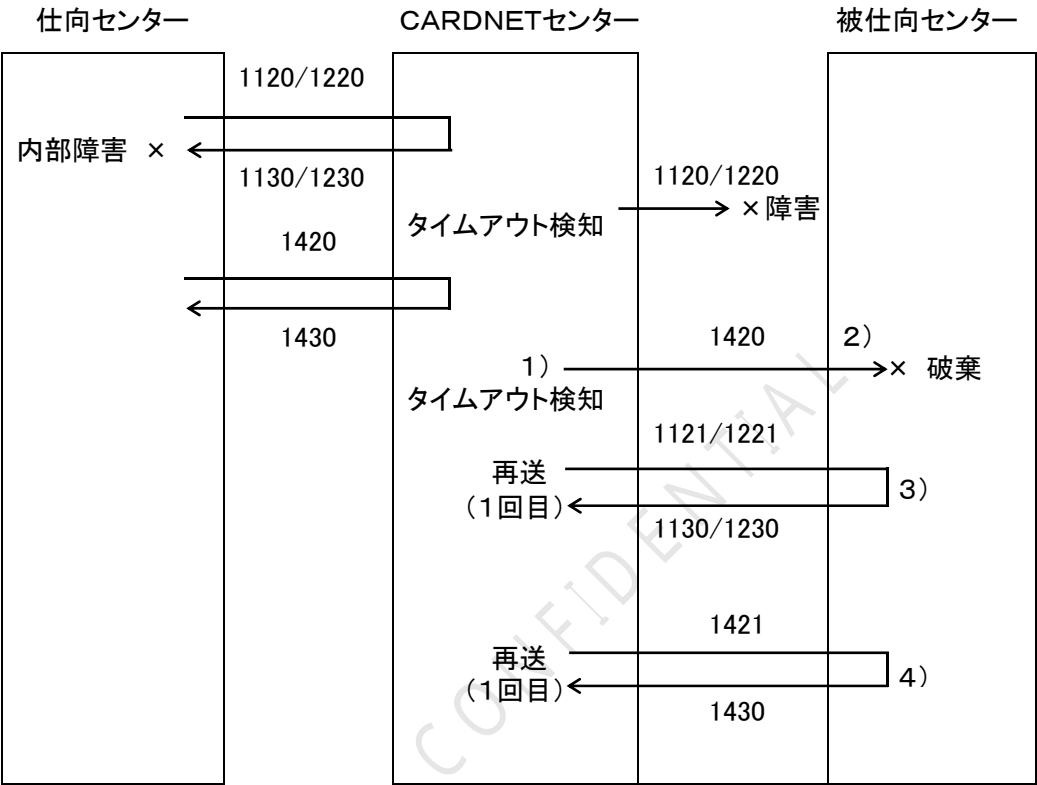 仕向センター
CARDNETセンター
被仕向センター
1120/1220
内部障害 ×
1130/1230
1120/1220
×障害
タイムアウト検知
1420
1430
1420
2）
1）
× 破棄
タイムアウト検知
1121/1221
再送
（1回目）
3）
1130/1230
1421
再送
（1回目）
4）
1430
CONFIDENTIAL